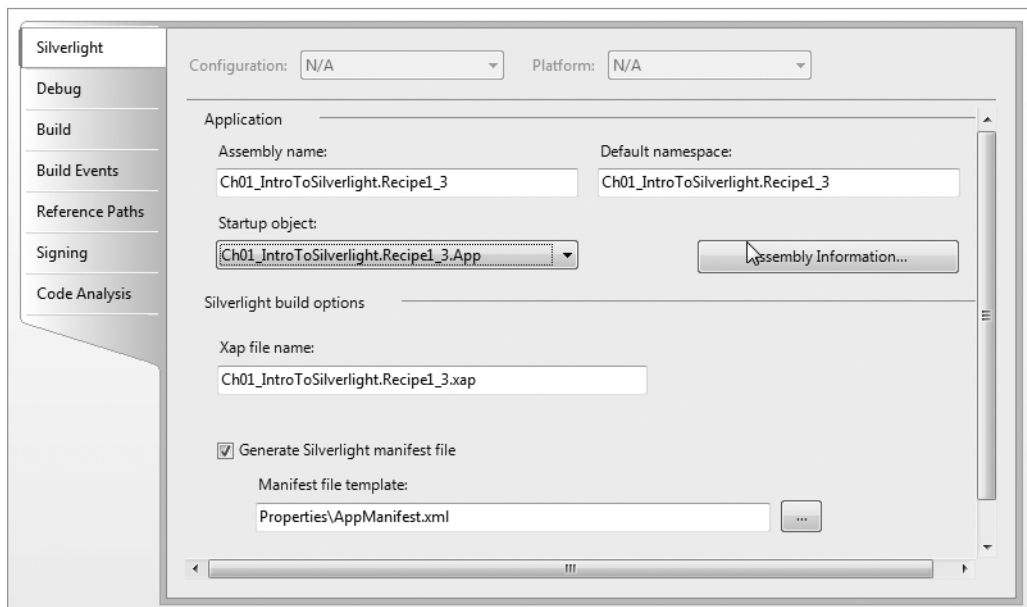 Silverlight
Debug
Build
Build Events
Reference Paths
Signing
Code Analysis
Configuration: N/A Platform: N/A
Application
Assembly name: Default namespace:
Ch01_IntroToSilverlight.Recipe1_3 Ch01_IntroToSilverlight.Recipe1_3
Startup object:
Ch01_IntroToSilverlight.Recipe1_3.App ssembly Information...
Silverlight build options
Xap file name:
Ch01_IntroToSilverlight.Recipe1_3.xap
Generate Silverlight manifest file
Manifest file template:
Properties\AppManifest.xml ...